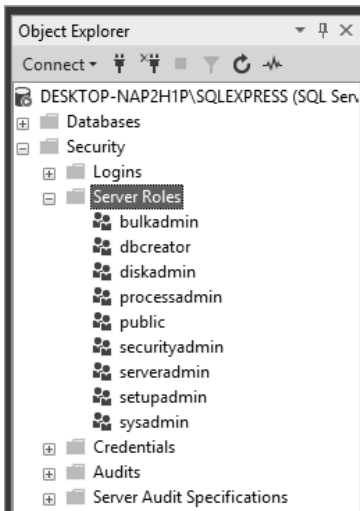 Object Explorer
Connect
DESKTOP-NAP2H1P\SQLEXPRESS (SQL Ser
Databases
Security
Logins
Server Roles
bulkadmin
dbcreator
diskadmin
processadmin
public
securityadmin
serveradmin
setupadmin
sysadmin
Credentials
Audits
Server Audit Specifications